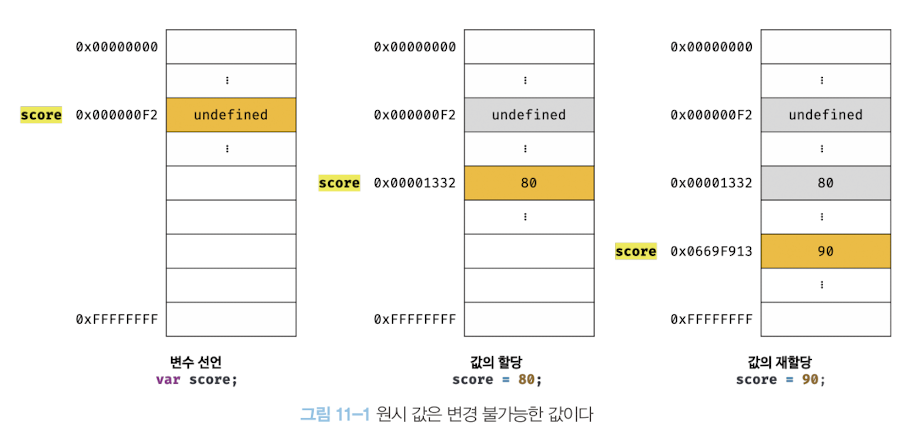 0x00000000
⋮
score 0x000000F2 undefined
⋮
0xFFFFFFFF
변수 선언
var score;
0x00000000
⋮
0x000000F2 undefined
⋮
score 0x00001332 80
⋮
0xFFFFFFFF
값의 할당
score = 80;
0x00000000
⋮
0x000000F2 undefined
⋮
0x00001332 80
⋮
score 0x0669F913 90
⋮
0xFFFFFFFF
값의 재할당
score = 90;
그림 11-1 원시 값은 변경 불가능한 값이다